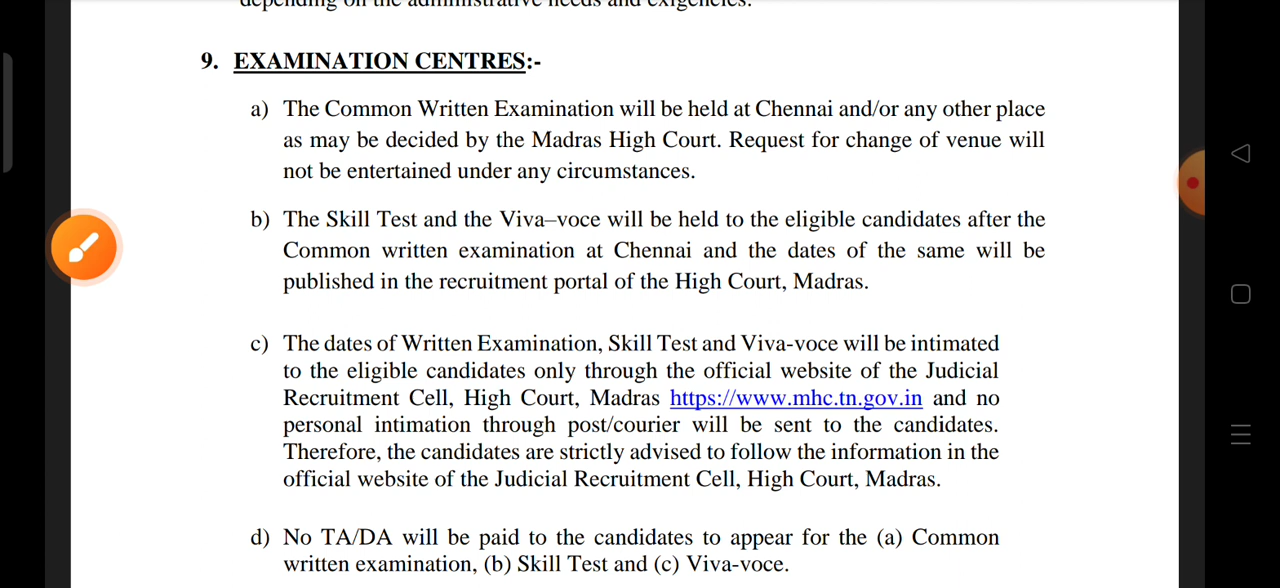 depending on the administrative needs and exigencies.
9. EXAMINATION CENTRES:-
a) The Common Written Examination will be held at Chennai and/or any other place
as may be decided by the Madras High Court. Request for change of venue will
not be entertained under any circumstances.
b) The Skill Test and the Viva–voce will be held to the eligible candidates after the
Common written examination at Chennai and the dates of the same will be
published in the recruitment portal of the High Court, Madras.
c) The dates of Written Examination, Skill Test and Viva-voce will be intimated
to the eligible candidates only through the official website of the Judicial
Recruitment Cell, High Court, Madras https://www.mhc.tn.gov.in and no
personal intimation through post/courier will be sent to the candidates.
Therefore, the candidates are strictly advised to follow the information in the
official website of the Judicial Recruitment Cell, High Court, Madras.
d) No TA/DA will be paid to the candidates to appear for the (a) Common
written examination, (b) Skill Test and (c) Viva-voce.